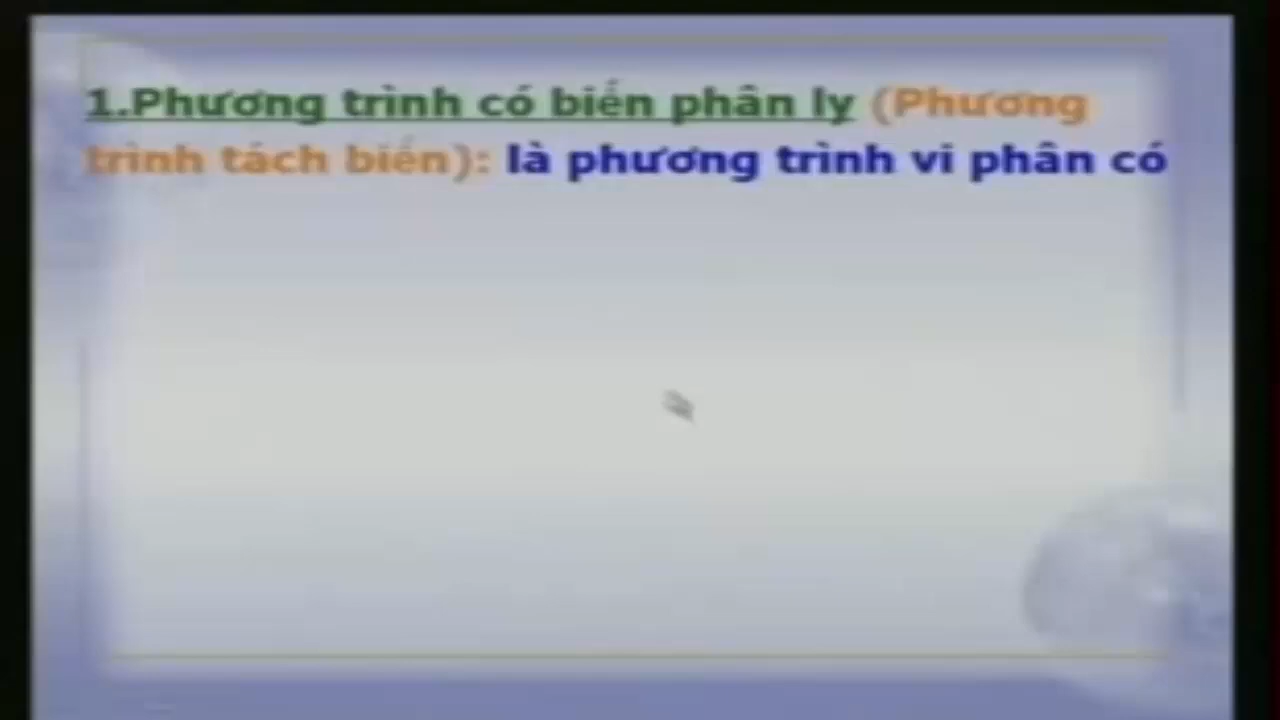 1.Phương trình có biến phân ly (Phương
trình tách biến): là phương trình vi phân có